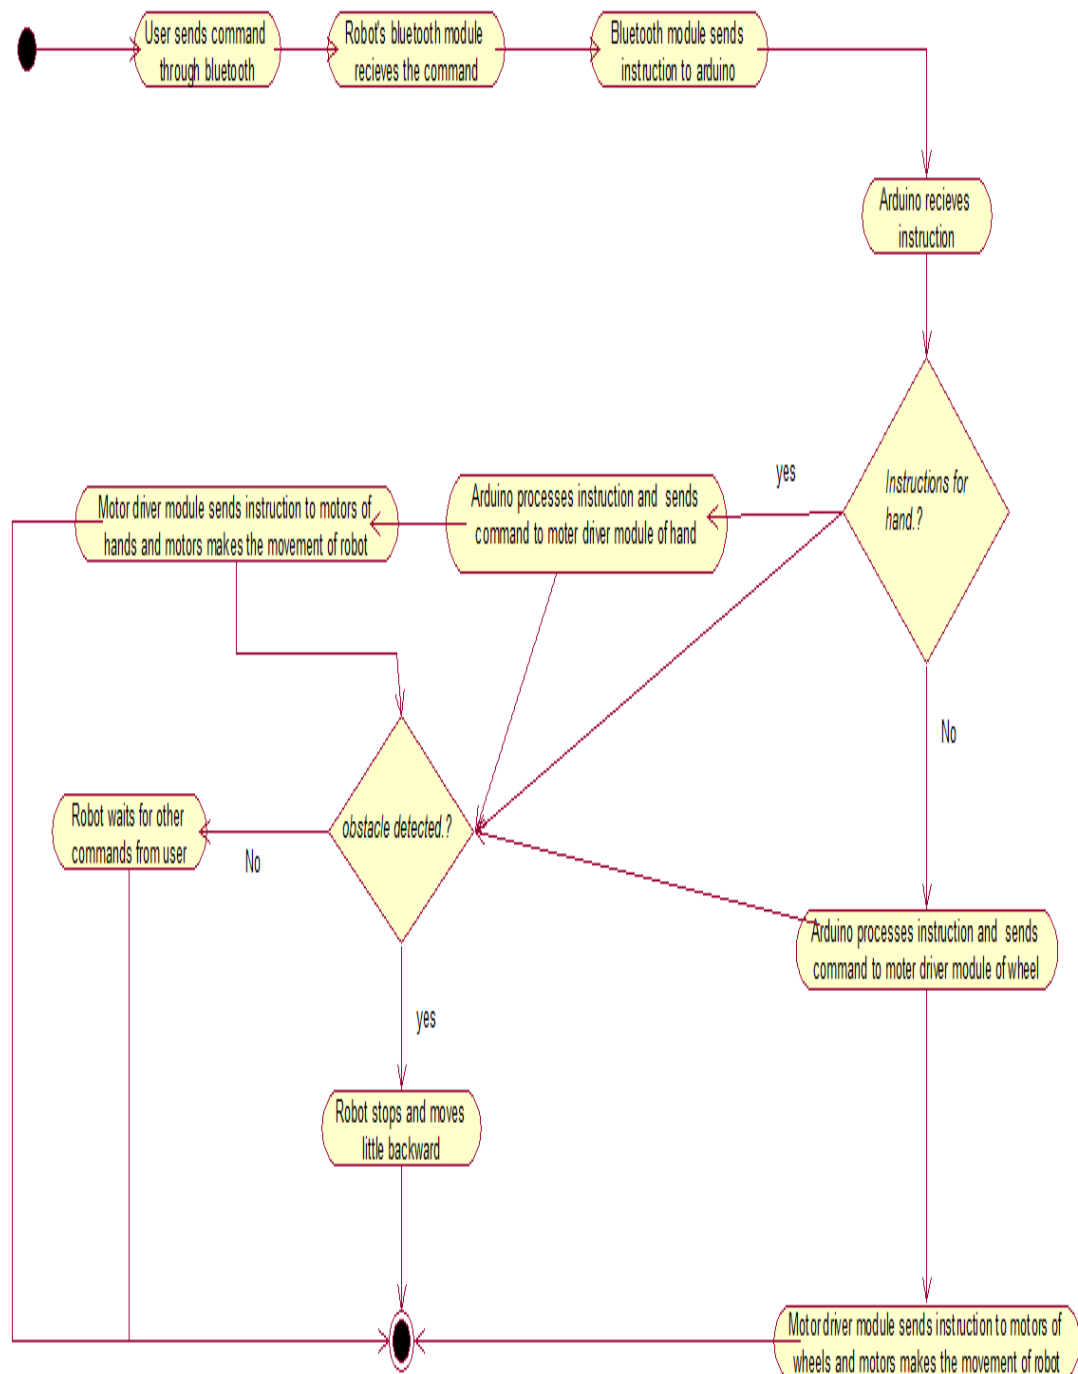 User sends command
through bluetooth
Robot's bluetooth module
recieves the command
Bluetooth module sends
instruction to arduino
Arduino recieves
instruction
Instructions for
hand.?
yes
Arduino processes instruction and sends
command to moter driver module of hand
Motor driver module sends instruction to motors of
hands and motors makes the movement of robot
No
obstacle detected.?
Robot waits for other
commands from user
No
Arduino processes instruction and sends
command to moter driver module of wheel
yes
Robot stops and moves
little backward
Motor driver module sends instruction to motors of
wheels and motors makes the movement of robot